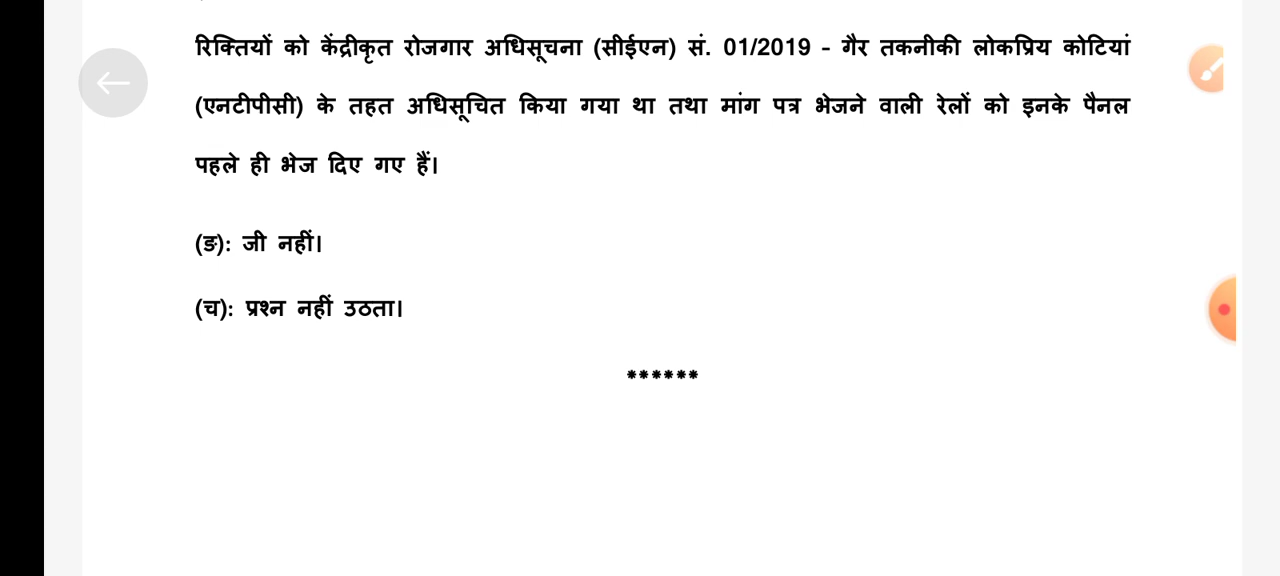 रिक्तियों को केंद्रीकृत रोजगार अधिसूचना (सीईएन) सं. 01/2019 - गैर तकनीकी लोकप्रिय कोटियां
(एनटीपीसी) के तहत अधिसूचित किया गया था तथा मांग पत्र भेजने वाली रेलों को इनके पैनल
पहले ही भेज दिए गए हैं।
(ङ): जी नहीं।
(च): प्रश्न नहीं उठता।
******